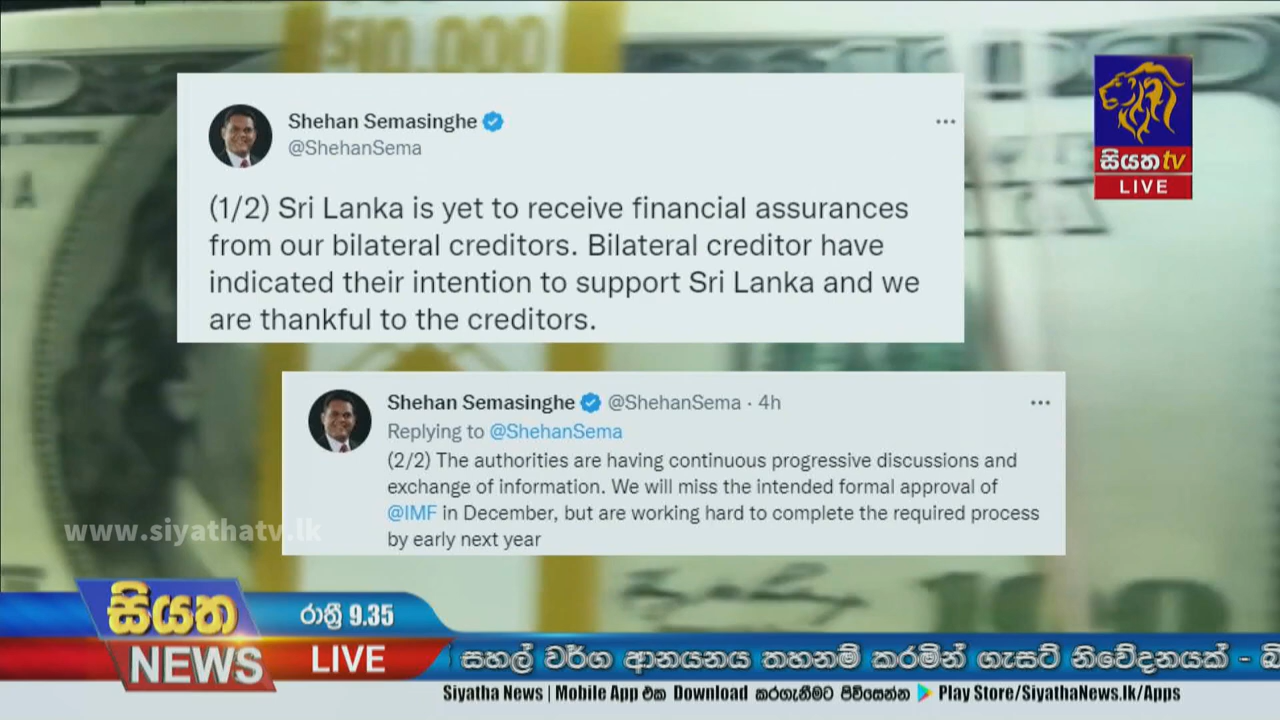 $10,000
සියත tv
LIVE
Shehan Semasinghe
@ShehanSema
(1/2) Sri Lanka is yet to receive financial assurances
from our bilateral creditors. Bilateral creditor have
indicated their intention to support Sri Lanka and we
are thankful to the creditors.
Shehan Semasinghe @ShehanSema · 4h
Replying to @ShehanSema
(2/2) The authorities are having continuous progressive discussions and
exchange of information. We will miss the intended formal approval of
@IMF in December, but are working hard to complete the required process
by early next year
www.siyathatv.lk
100
සියත
NEWS
රාත්‍රී 9.35
LIVE
සහල් වර්ග ආනයනය තහනම් කරමින් ගැසට් නිවේදනයක් -
Siyatha News | Mobile App එක Download කරගැනීමට පිවිසෙන්න Play Store/SiyathaNews.lk/Apps